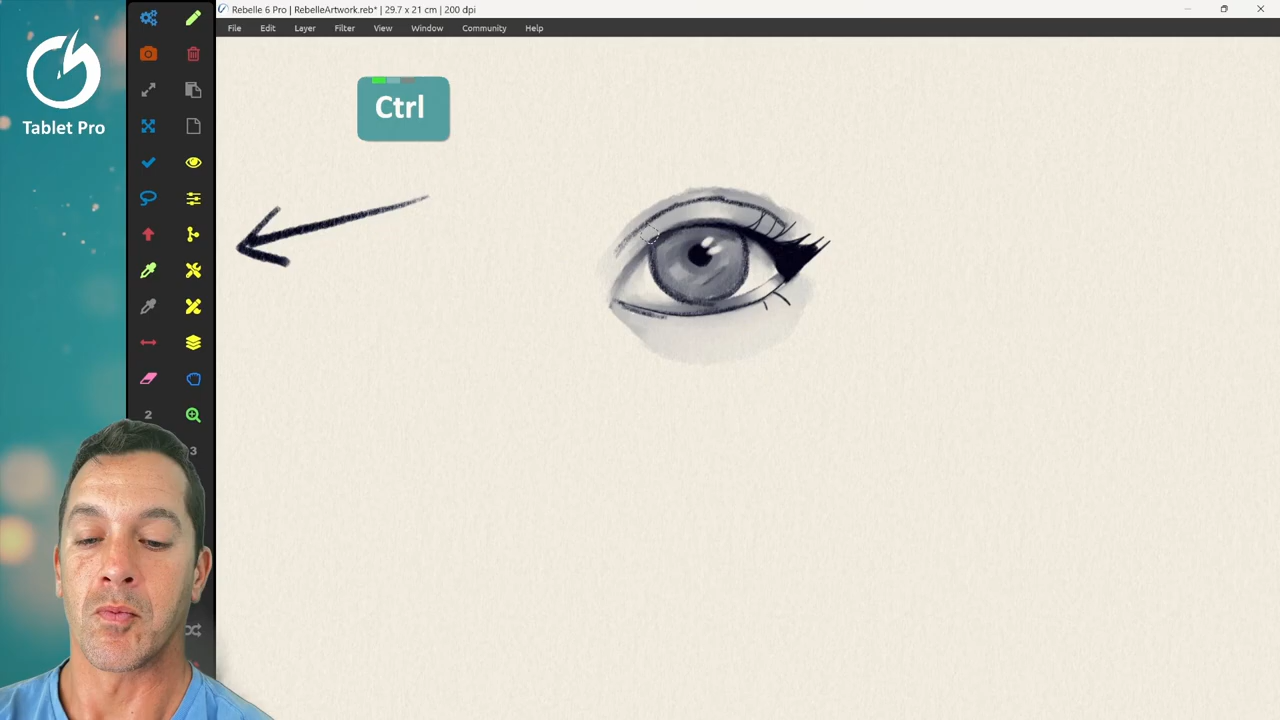 Rebelle 6 Pro | RebelleArtwork.reb* | 29.7 x 21 cm | 200 dpi
File Edit Layer Filter View Window Community Help
Ctrl
Tablet Pro
2
3